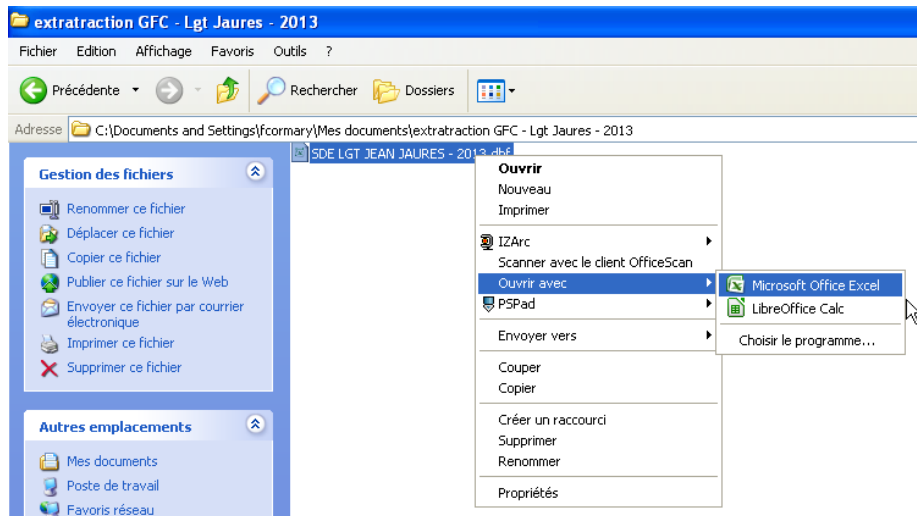 extratraction GFC - Lgt Jaures - 2013
Fichier Edition Affichage Favoris Outils ?
Précédente Rechercher Dossiers
Adresse C:\Documents and Settings\fcormary\Mes documents\extratraction GFC - Lgt Jaures - 2013
SDE LGT JEAN JAURES - 2013.dbf
Gestion des fichiers
Renommer ce fichier
Déplacer ce fichier
Copier ce fichier
Publier ce fichier sur le Web
Envoyer ce fichier par courrier
électronique
Imprimer ce fichier
Supprimer ce fichier
Autres emplacements
Mes documents
Poste de travail
Favoris réseau
Ouvrir
Nouveau
Imprimer
IZArc
Scanner avec le client OfficeScan
Ouvrir avec
PSPad
Envoyer vers
Couper
Copier
Créer un raccourci
Supprimer
Renommer
Propriétés
Microsoft Office Excel
LibreOffice Calc
Choisir le programme...